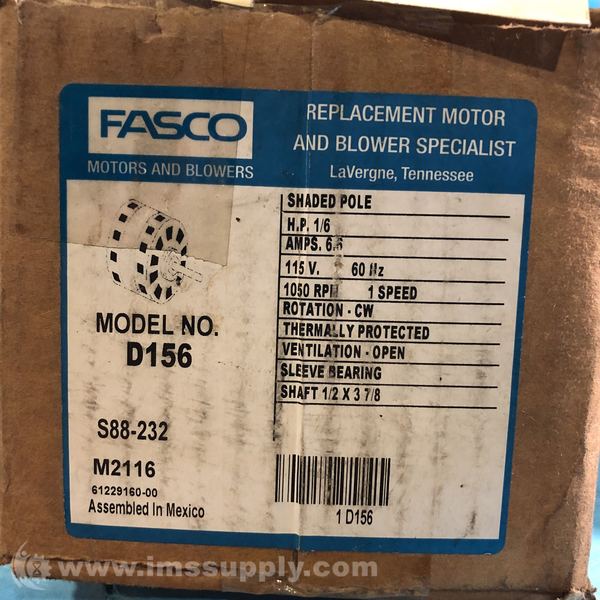 FASCO
MOTORS AND BLOWERS
REPLACEMENT MOTOR
AND BLOWER SPECIALIST
LaVergne, Tennessee
SHADED POLE
H.P. 1/6
AMPS. 6.6
115 V. 60 Hz
1050 RPM 1 SPEED
ROTATION - CW
THERMALLY PROTECTED
VENTILATION - OPEN
SLEEVE BEARING
SHAFT 1/2 X 3 7/8
MODEL NO.
D156
S88-232
M2116
61229160-00
Assembled In Mexico
1 D156
www.imssupply.com